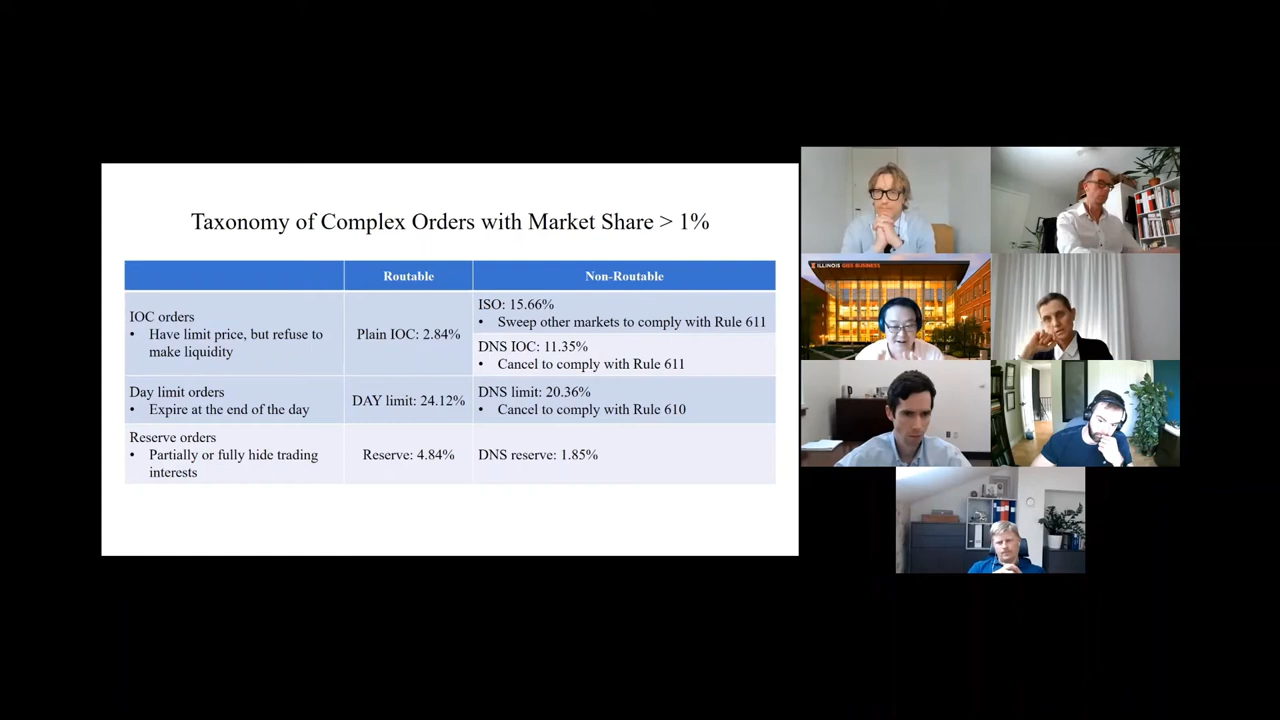 Taxonomy of Complex Orders with Market Share > 1%
Routable
Non-Routable
IOC orders
• Have limit price, but refuse to
make liquidity
Plain IOC: 2.84%
ISO: 15.66%
• Sweep other markets to comply with Rule 611
DNS IOC: 11.35%
• Cancel to comply with Rule 611
Day limit orders
• Expire at the end of the day
DAY limit: 24.12%
DNS limit: 20.36%
• Cancel to comply with Rule 610
Reserve orders
• Partially or fully hide trading
interests
Reserve: 4.84%
DNS reserve: 1.85%
ILLINOIS GIES BUSINESS